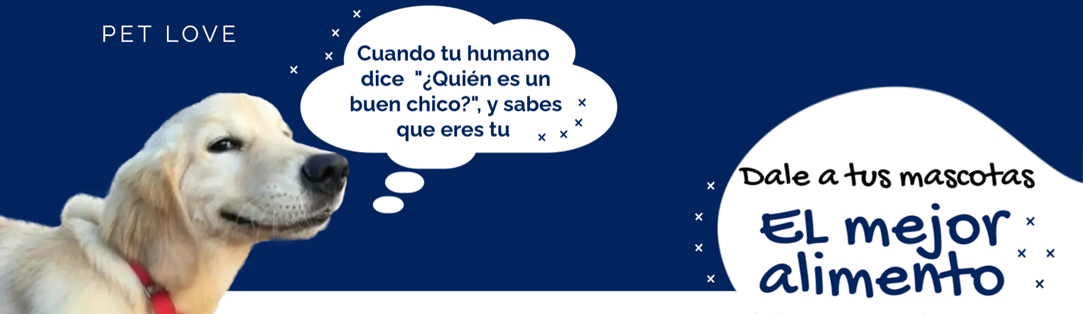 PET LOVE
Cuando tu humano
dice "¿Quién es un
buen chico?", y sabes
que eres tu
Dale a tus mascotas
EL mejor
alimento